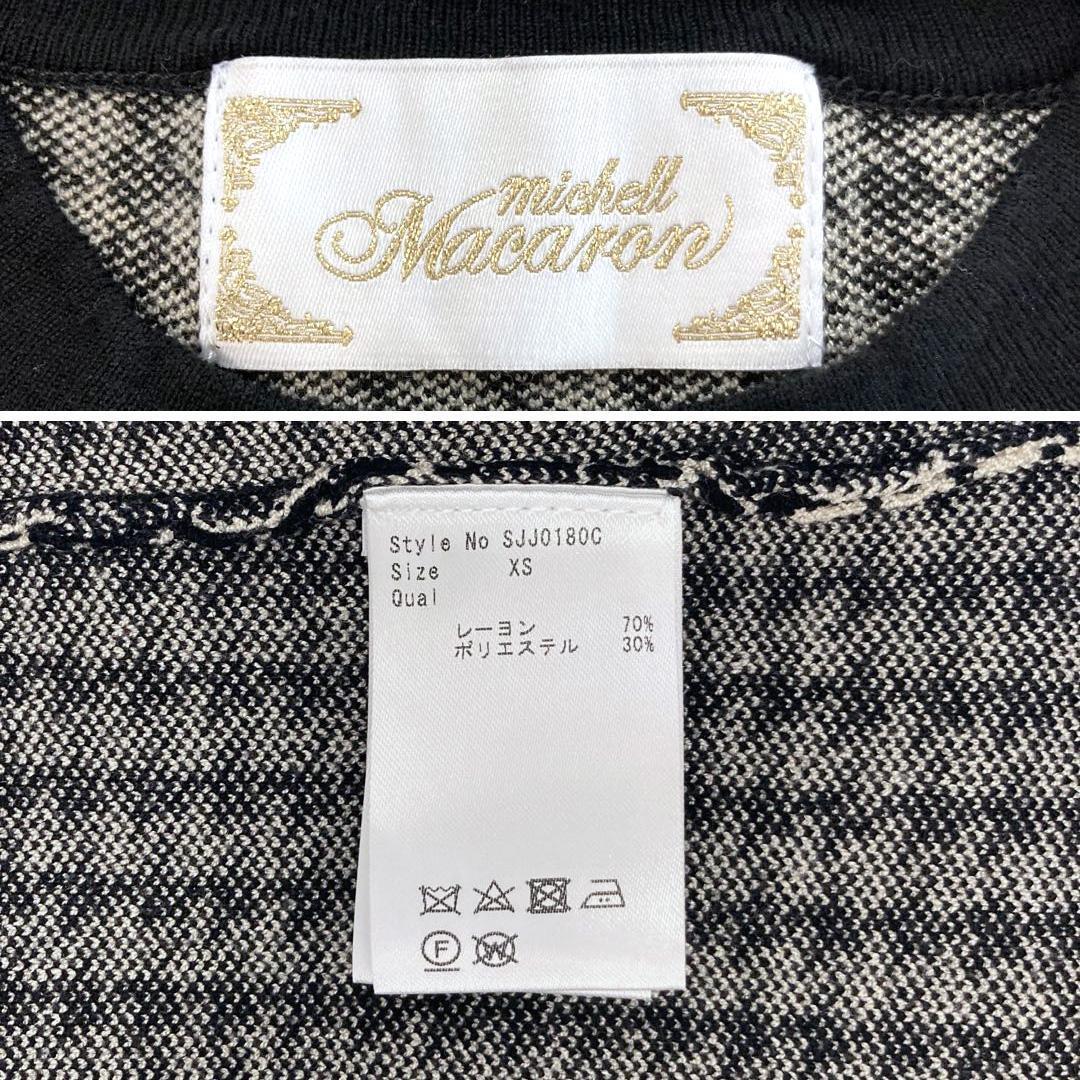 michell
Macaron
Style No SJJ0180C
Size XS
Qual
レーヨン 70%
ポリエステル 30%
F W